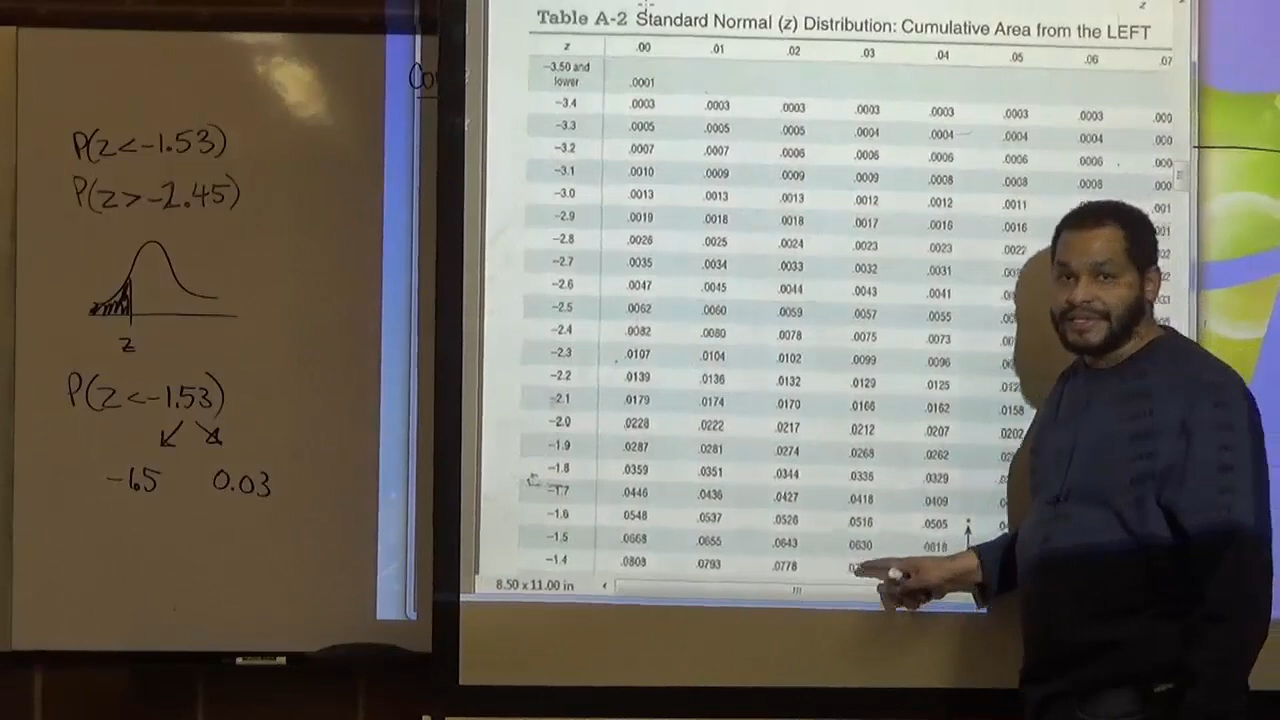 P(z<-1.53)
P(z>-2.45)
z
P(z<-1.53)
-1.5 0.03
Co
Table A-2 Standard Normal (z) Distribution: Cumulative Area from the LEFT
z .00 .01 .02 .03 .04 .05 .06 .07
-3.50 and
lower .0001
-3.4 .0003 .0003 .0003 .0003 .0003 .0003 .0003 .000
-3.3 .0005 .0005 .0005 .0004 .0004 .0004 .0004 .000
-3.2 .0007 .0007 .0006 .0006 .0006 .0006 .0006 .000
-3.1 .0010 .0009 .0009 .0009 .0008 .0008 .0008 .000
-3.0 .0013 .0013 .0013 .0012 .0012 .0011 .001
-2.9 .0019 .0018 .0018 .0017 .0016 .0016
-2.8 .0026 .0025 .0024 .0023 .0023 .0022
-2.7 .0035 .0034 .0033 .0032 .0031
-2.6 .0047 .0045 .0044 .0043 .0041
-2.5 .0062 .0060 .0059 .0057 .0055
-2.4 .0082 .0080 .0078 .0075 .0073
-2.3 .0107 .0104 .0102 .0099 .0096
-2.2 .0139 .0136 .0132 .0129 .0125
-2.1 .0179 .0174 .0170 .0166 .0162 .0158
-2.0 .0228 .0222 .0217 .0212 .0207 .0202
-1.9 .0287 .0281 .0274 .0268 .0262
-1.8 .0359 .0351 .0344 .0336 .0329
-1.7 .0446 .0436 .0427 .0418 .0409
-1.6 .0548 .0537 .0526 .0516 .0505
-1.5 .0668 .0655 .0643 .0630 .0618
-1.4 .0808 .0793 .0778
8.50 x 11.00 in